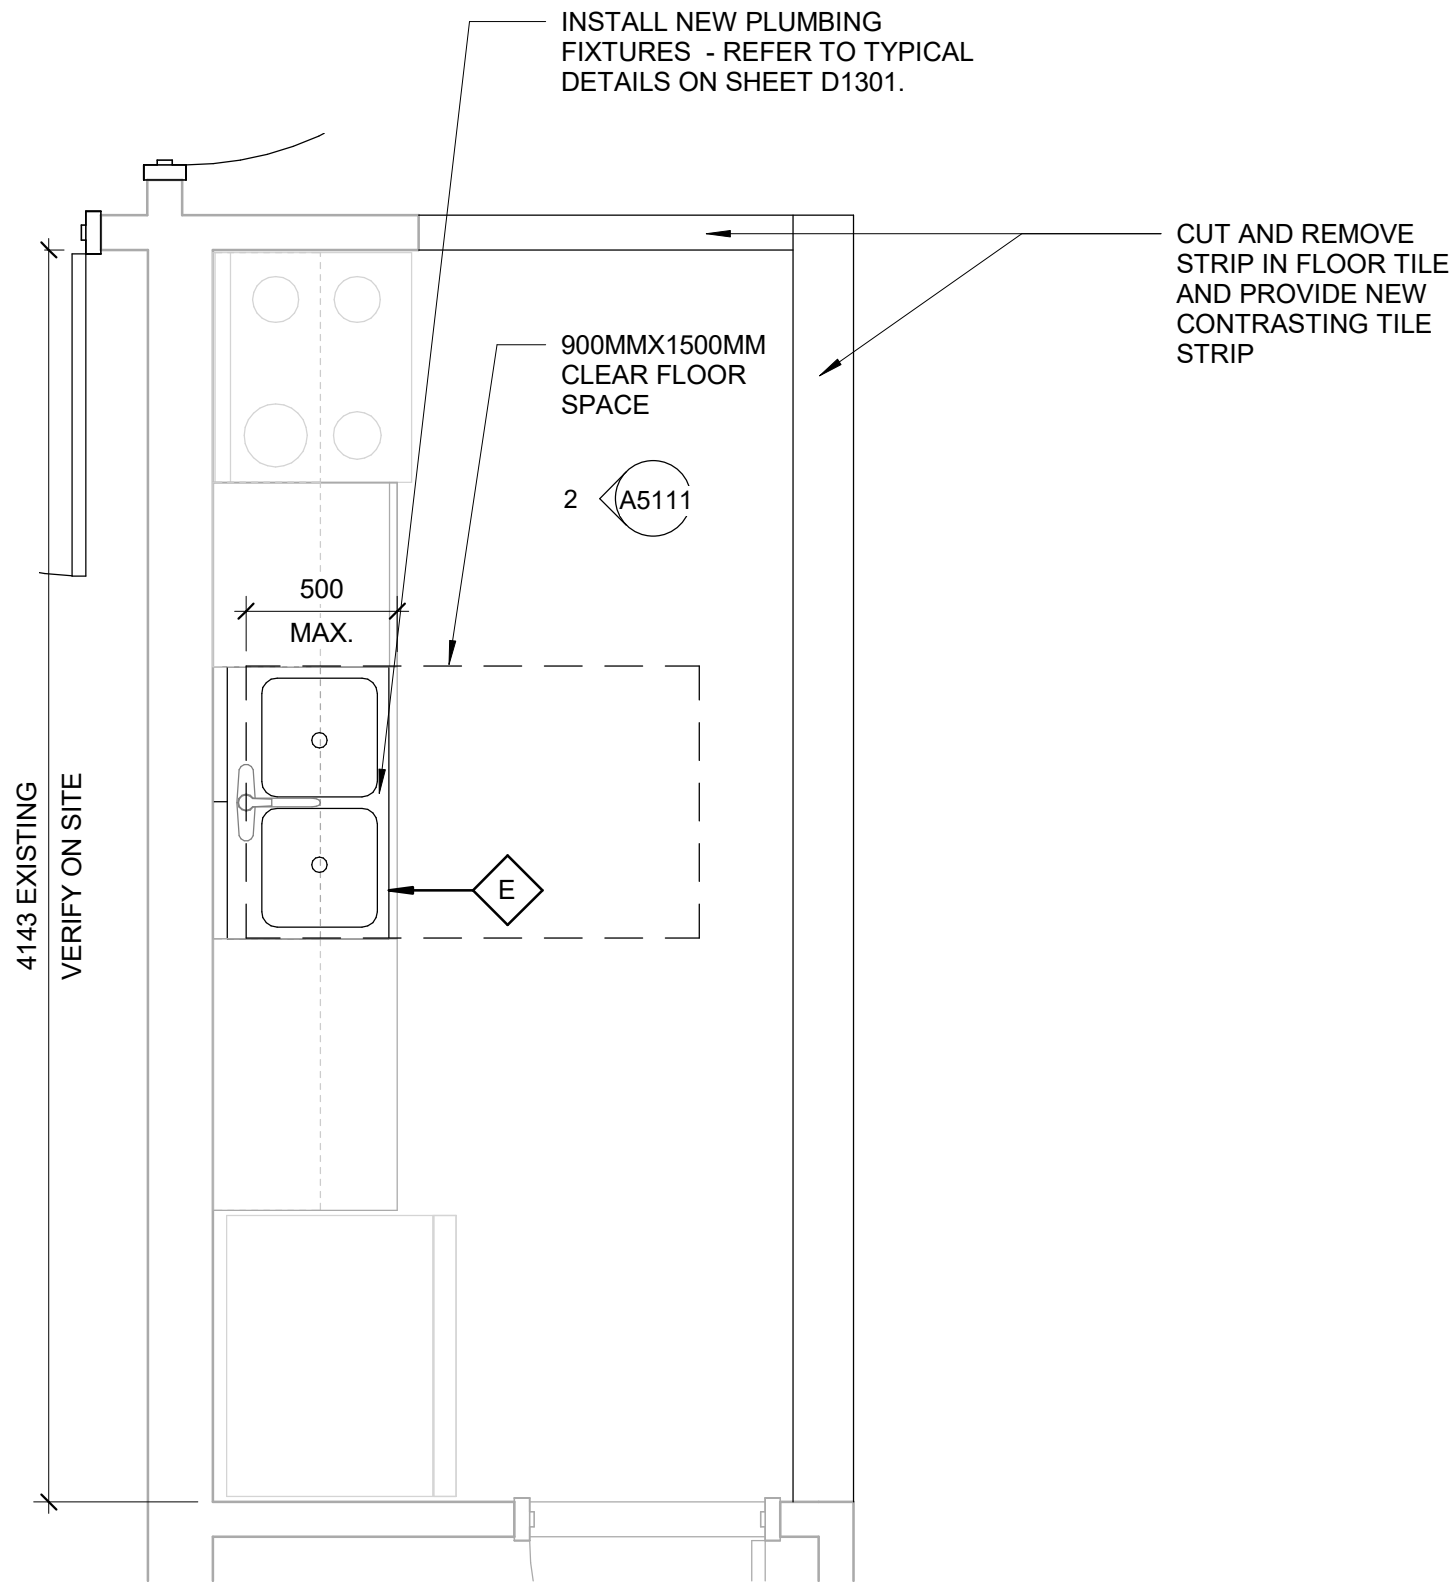 INSTALL NEW PLUMBING
FIXTURES - REFER TO TYPICAL
DETAILS ON SHEET D1301.
CUT AND REMOVE
STRIP IN FLOOR TILE
AND PROVIDE NEW
CONTRASTING TILE
STRIP
900MMX1500MM
CLEAR FLOOR
SPACE
2
A5111
500
MAX.
4143 EXISTING
VERIFY ON SITE
E